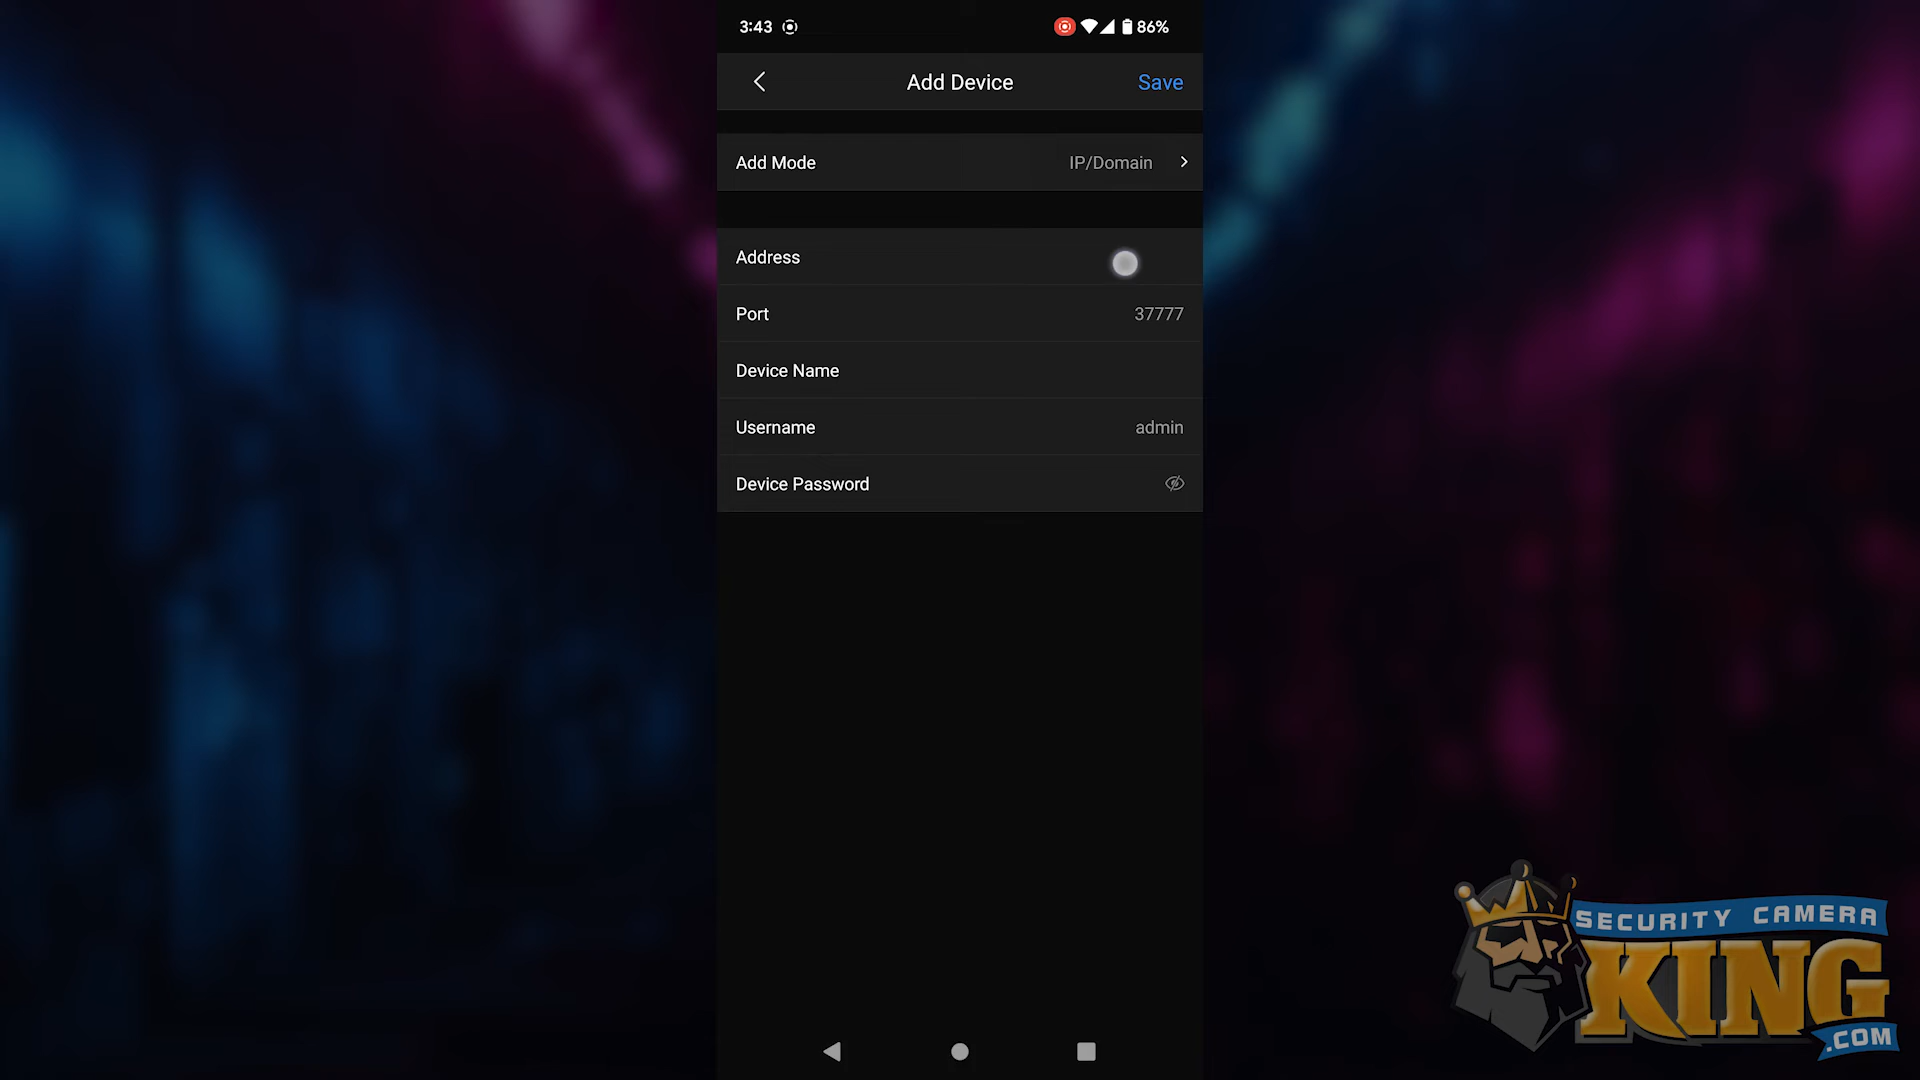 3:43
86%
Add Device
Save
Add Mode
IP/Domain
Address
Port
37777
Device Name
Username
admin
Device Password
SECURITY CAMERA
KING
.COM